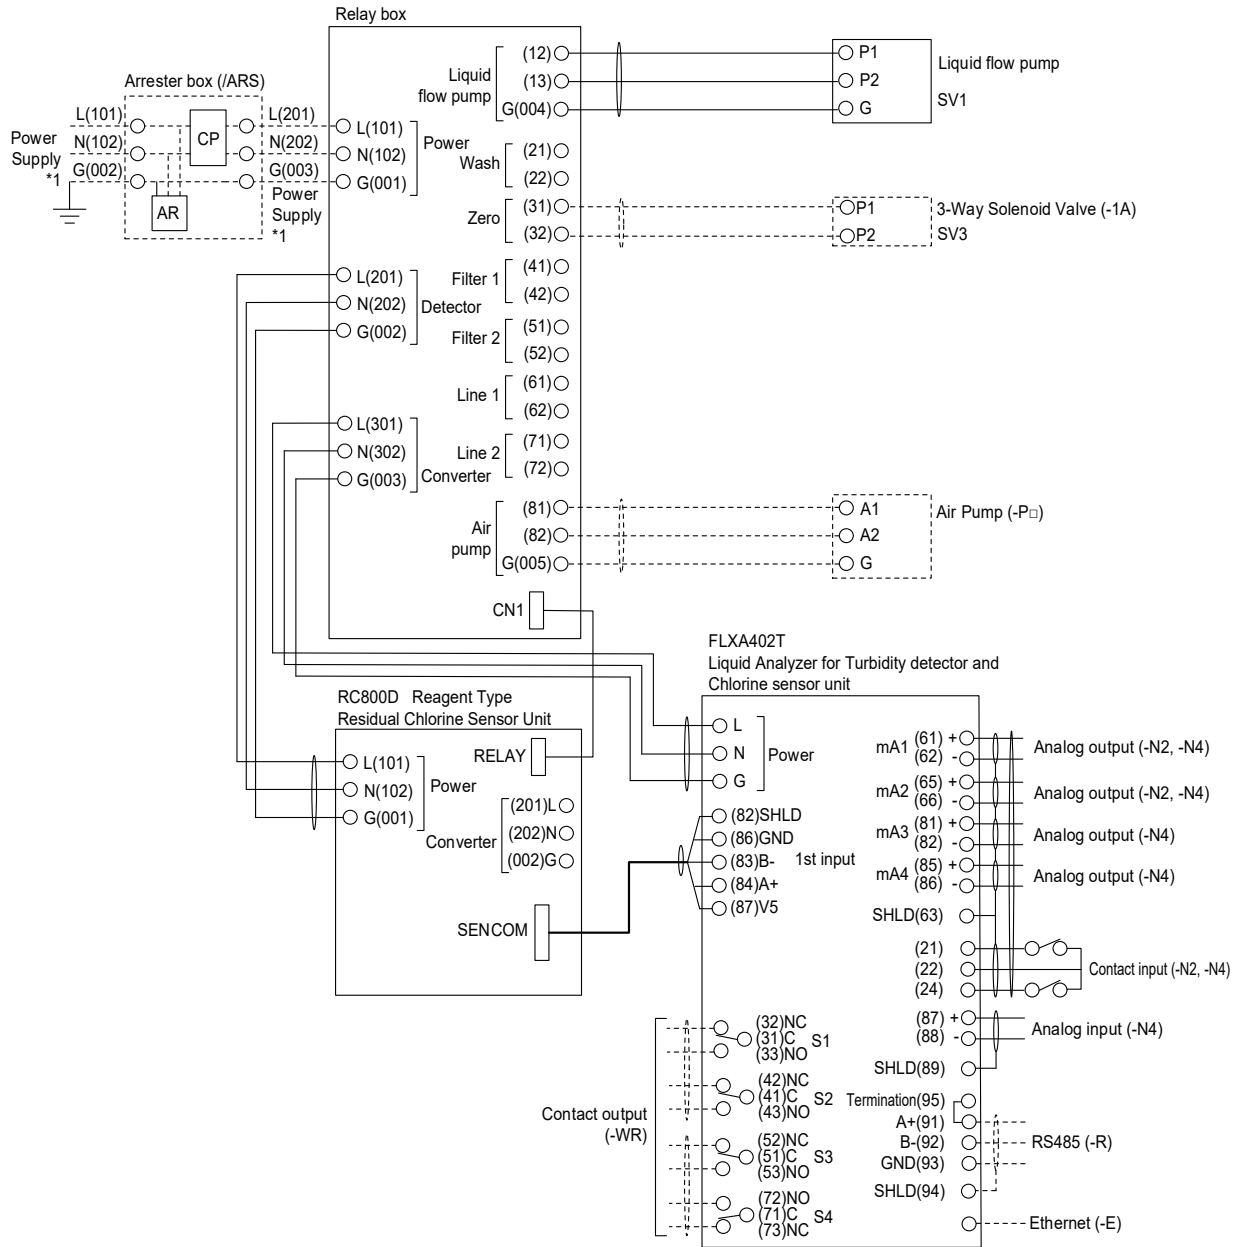 Relay box
Arrester box (/ARS)
L(101)
N(102)
G(002)
Power
Supply
*1
CP
AR
L(201)
N(202)
G(003)
Power
Supply
*1
L(101)
N(102)
G(001)
Power
L(201)
N(202)
G(002)
Detector
L(301)
N(302)
G(003)
Converter
Liquid
flow pump
(12)
(13)
G(004)
Wash
(21)
(22)
Zero
(31)
(32)
Filter 1
(41)
(42)
Filter 2
(51)
(52)
Line 1
(61)
(62)
Line 2
(71)
(72)
Air
pump
(81)
(82)
G(005)
CN1
P1
P2
G
Liquid flow pump
SV1
P1
P2
3-Way Solenoid Valve (-1A)
SV3
A1
A2
G
Air Pump (-P□)
RC800D Reagent Type
Residual Chlorine Sensor Unit
RELAY
L(101)
N(102)
G(001)
Power
Converter
(201)L
(202)N
(002)G
SENCOM
FLXA402T
Liquid Analyzer for Turbidity detector and
Chlorine sensor unit
L
N
G
Power
(82)SHLD
(86)GND
(83)B-
(84)A+
(87)V5
1st input
mA1 (61) +
(62) -
Analog output (-N2, -N4)
mA2 (65) +
(66) -
Analog output (-N2, -N4)
mA3 (81) +
(82) -
Analog output (-N4)
mA4 (85) +
(86) -
Analog output (-N4)
SHLD(63)
(21)
(22)
(24)
Contact input (-N2, -N4)
(87) +
(88) -
Analog input (-N4)
SHLD(89)
Termination(95)
A+(91)
B-(92)
GND(93)
SHLD(94)
RS485 (-R)
Ethernet (-E)
Contact output
(-WR)
(32)NC
(31)C S1
(33)NO
(42)NC
(41)C S2
(43)NO
(52)NC
(51)C S3
(53)NO
(72)NO
(71)C S4
(73)NC